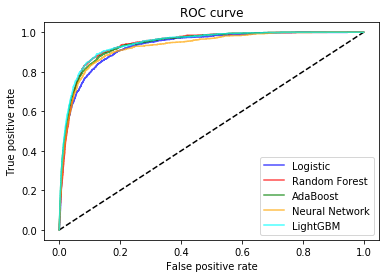 ROC curve
True positive rate
1.0
0.8
0.6
0.4
0.2
0.0
Logistic
Random Forest
AdaBoost
Neural Network
LightGBM
0.0 0.2 0.4 0.6 0.8 1.0
False positive rate